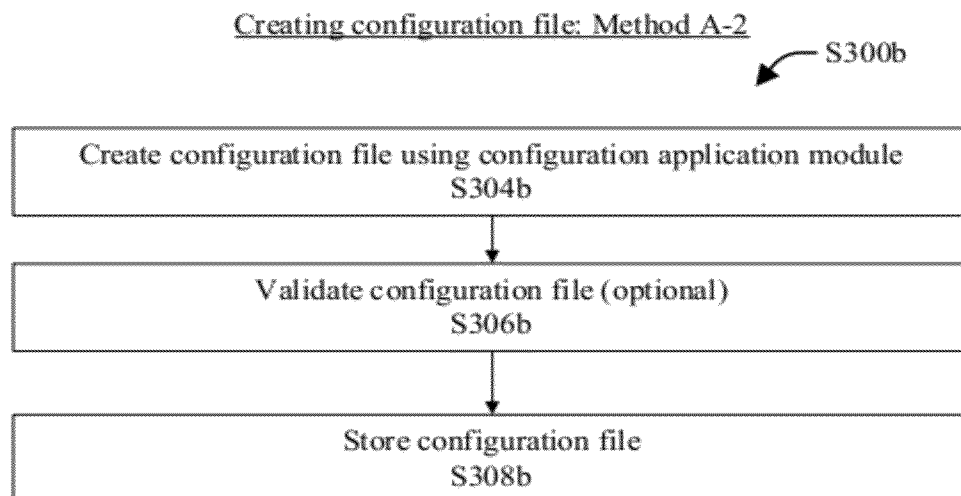 Creating configuration file: Method A-2
S300b
Create configuration file using configuration application module
S304b
Validate configuration file (optional)
S306b
Store configuration file
S308b